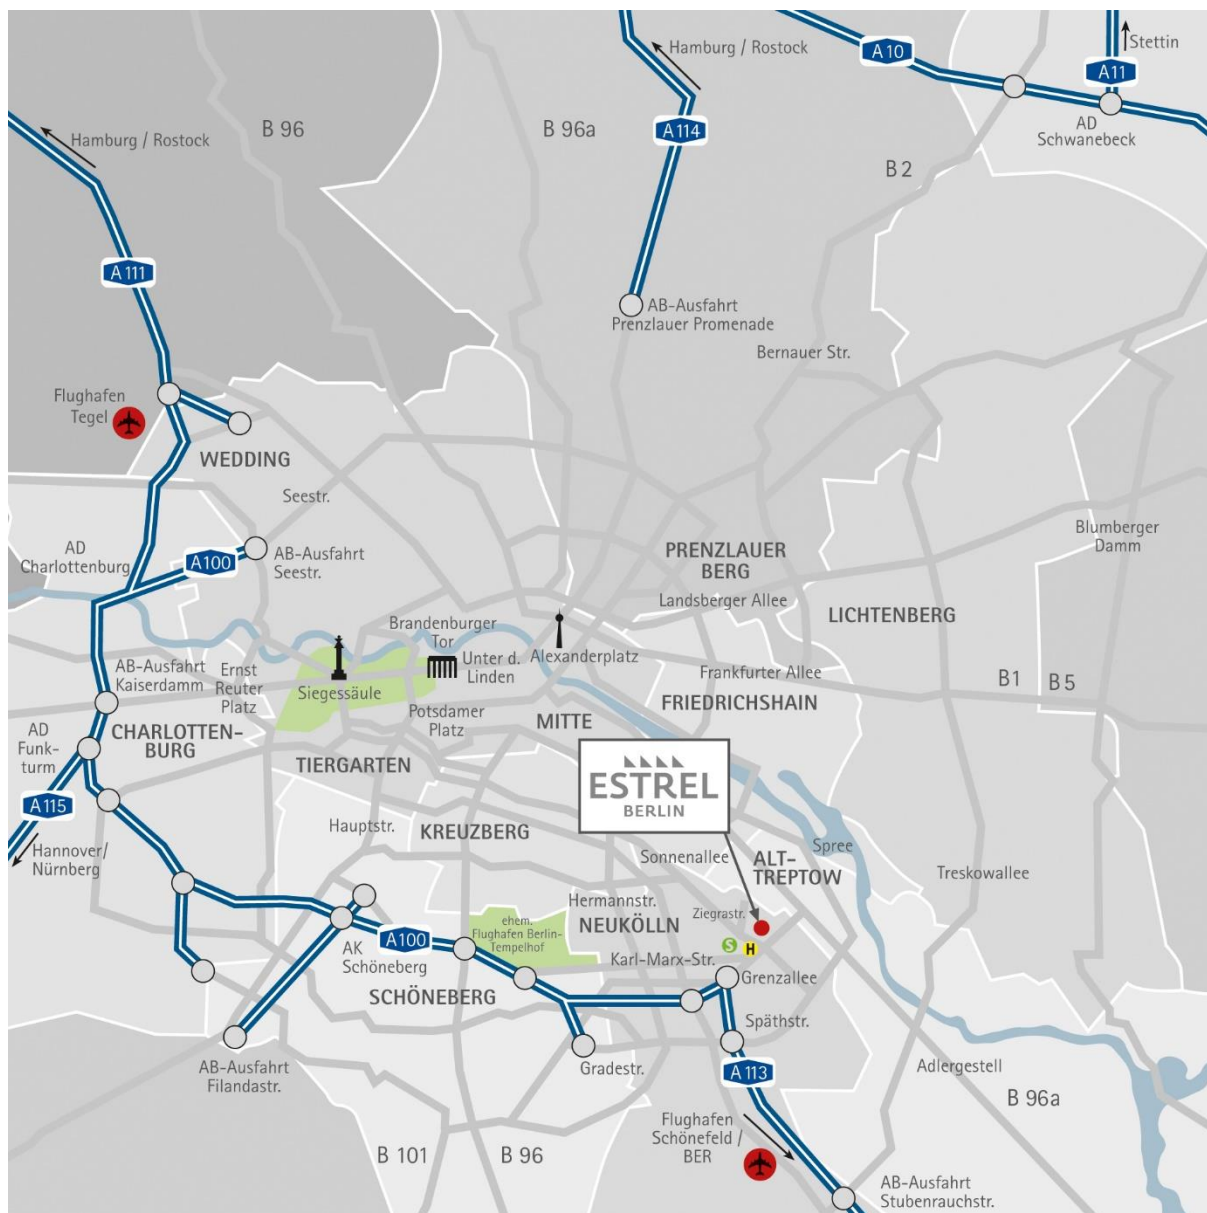 Hamburg / Rostock
A 10
Stettin
A 11
B 96
B 96a
A 114
AD
Schwanebeck
Hamburg / Rostock
B 2
A 111
AB-Ausfahrt
Prenzlauer Promenade
Bernauer Str.
Flughafen
Tegel
WEDDING
Seestr.
Blumberger
Damm
AD
Charlottenburg
A 100
AB-Ausfahrt
Seestr.
PRENZLAUER
BERG
Landsberger Allee
LICHTENBERG
Brandenburger
Tor
Alexanderplatz
Unter d.
Linden
AB-Ausfahrt
Kaiserdamm
Ernst
Reuter
Platz
Siegessäule
Frankfurter Allee
B 1
B 5
FRIEDRICHSHAIN
Potsdamer
Platz
MITTE
CHARLOTTEN-
BURG
AD
Funk-
turm
TIERGARTEN
ESTREL
BERLIN
A 115
Hauptstr.
KREUZBERG
Hannover/
Nürnberg
Sonnenallee
ALT-
TREPTOW
Spree
Treskowallee
Hermannstr.
NEUKÖLLN
Ziegrastr.
ehem.
Flughafen Berlin-
Tempelhof
A 100
AK
Schöneberg
S
H
Karl-Marx-Str.
Grenzallee
SCHÖNEBERG
Späthstr.
AB-Ausfahrt
Filandastr.
Gradestr.
A 113
Adlergestell
B 96a
Flughafen
Schönefeld /
BER
B 101
B 96
AB-Ausfahrt
Stubenrauchstr.